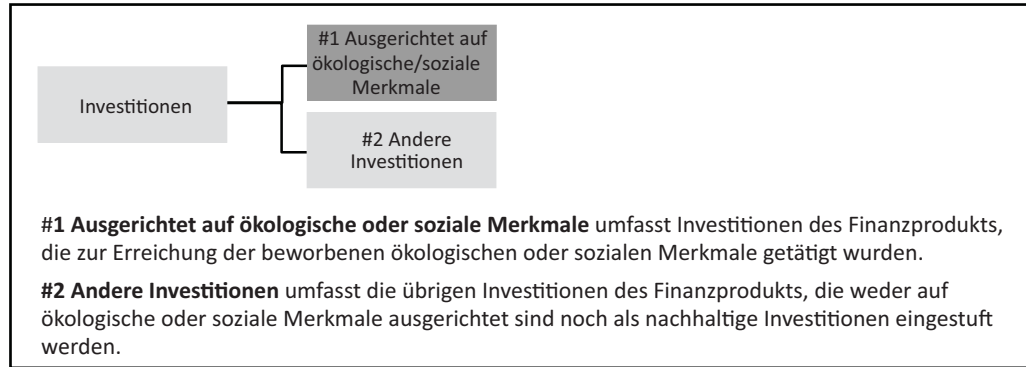 #1 Ausgerichtet auf
ökologische/soziale
Merkmale
Investitionen
#2 Andere
Investitionen
#1 Ausgerichtet auf ökologische oder soziale Merkmale umfasst Investitionen des Finanzprodukts,
die zur Erreichung der beworbenen ökologischen oder sozialen Merkmale getätigt wurden.
#2 Andere Investitionen umfasst die übrigen Investitionen des Finanzprodukts, die weder auf
ökologische oder soziale Merkmale ausgerichtet sind noch als nachhaltige Investitionen eingestuft
werden.